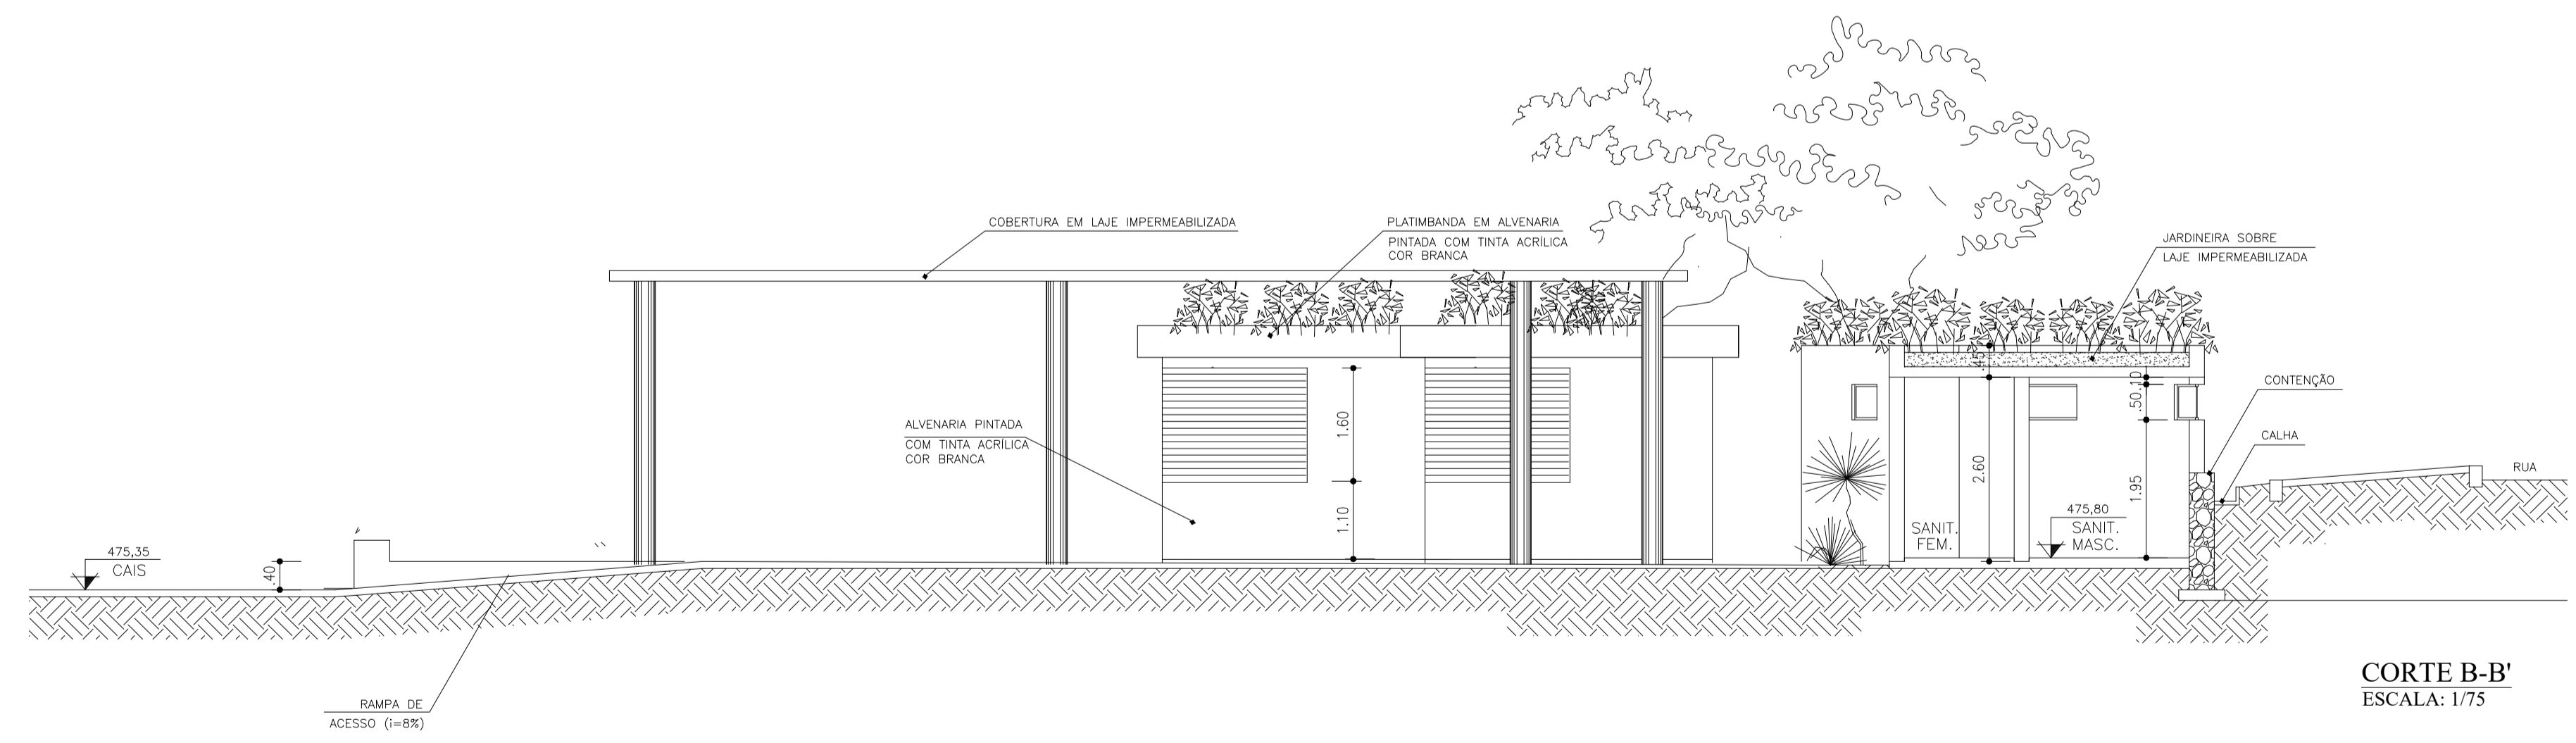 COBERTURA EM LAJE IMPERMEABILIZADA
PLATIMBANDA EM ALVENARIA
PINTADA COM TINTA ACRÍLICA
COR BRANCA
JARDINEIRA SOBRE
LAJE IMPERMEABILIZADA
.45
.10
.50
CONTENÇÃO
CALHA
RUA
ALVENARIA PINTADA
COM TINTA ACRÍLICA
COR BRANCA
1.60
1.10
2.60
1.95
475,80
SANIT.
MASC.
SANIT.
FEM.
475,35
CAIS
.40
RAMPA DE
ACESSO (i=8%)
CORTE B-B'
ESCALA: 1/75